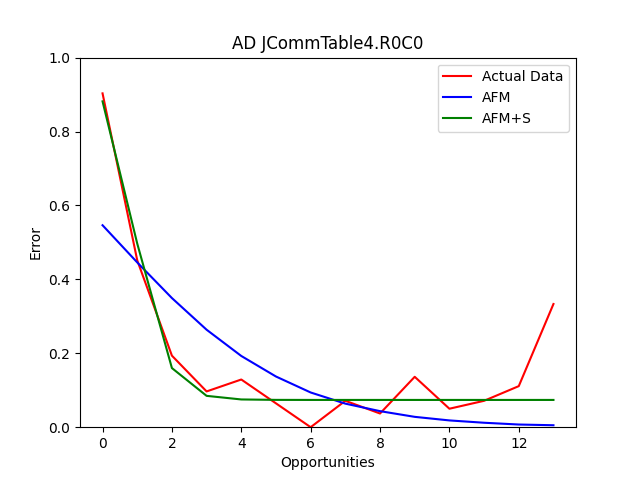 AD JCommTable4.R0C0
1.0
0.8
0.6
0.4
0.2
0.0
Error
0 2 4 6 8 10 12
Opportunities
Actual Data
AFM
AFM+S